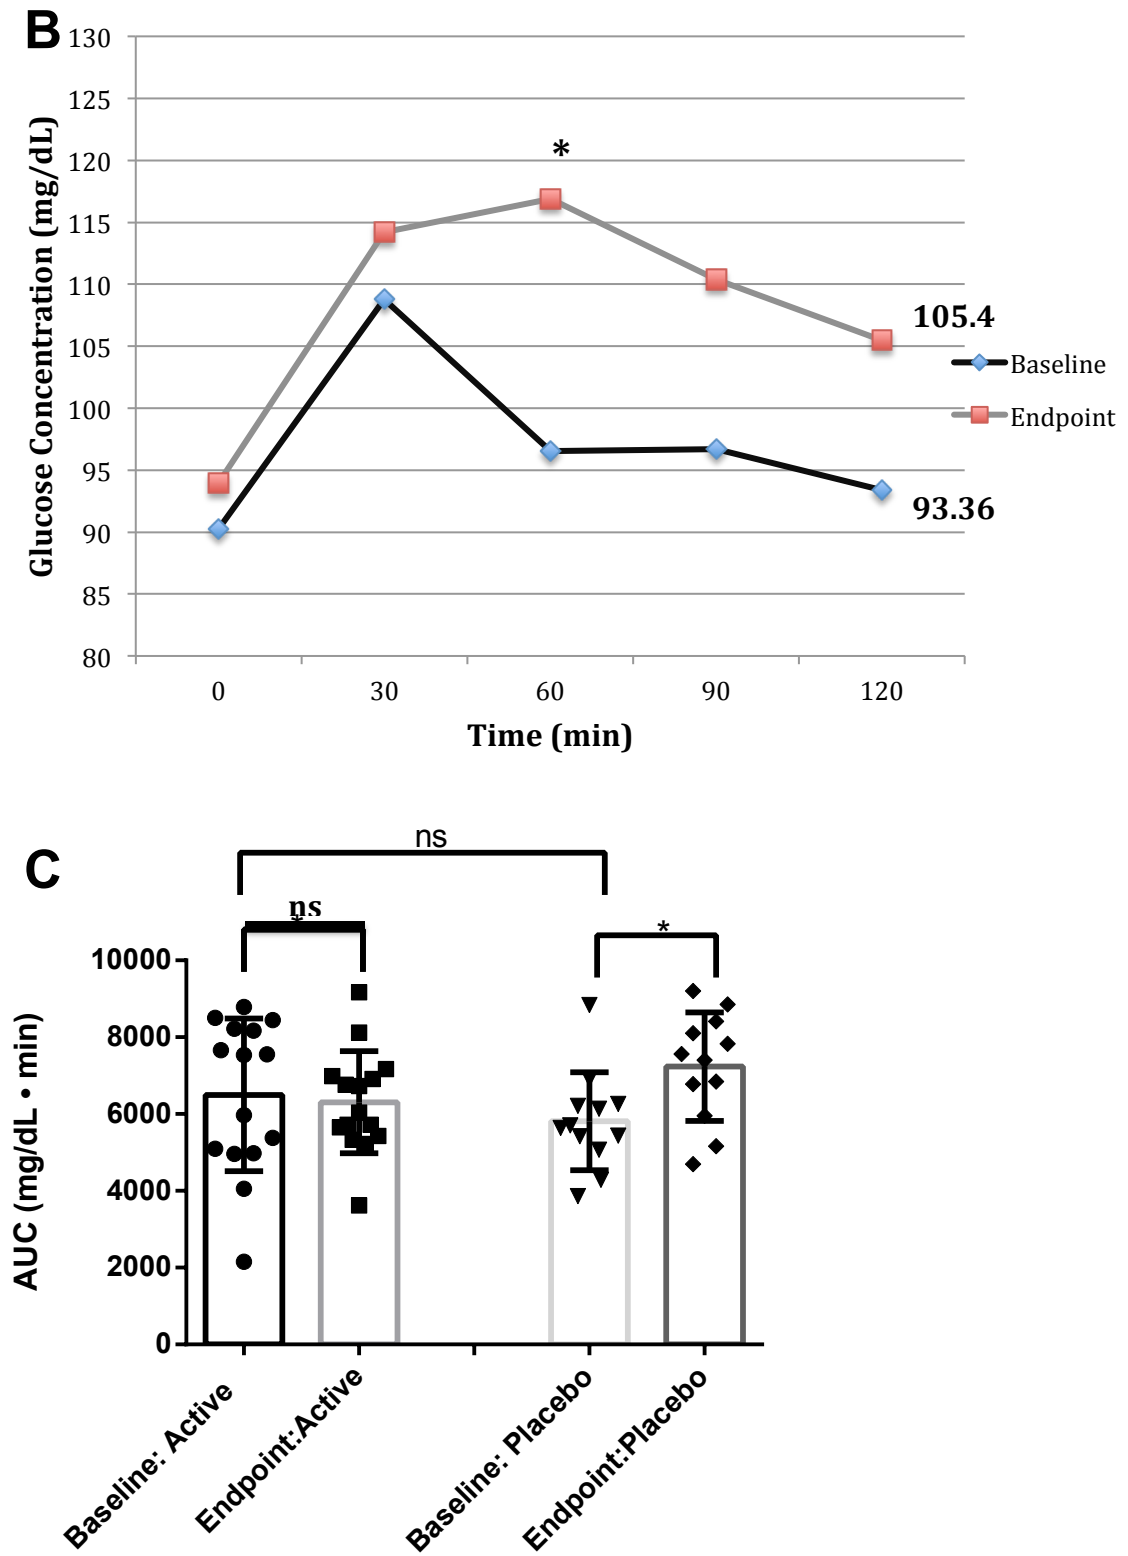 B
130
125
120
115
110
105
100
95
90
85
80
Glucose Concentration (mg/dL)
*
105.4
93.36
Baseline
Endpoint
0 30 60 90 120
Time (min)
C
ns
ns
*
*
10000
8000
6000
4000
2000
0
AUC (mg/dL • min)
Baseline: Active
Endpoint:Active
Baseline: Placebo
Endpoint:Placebo